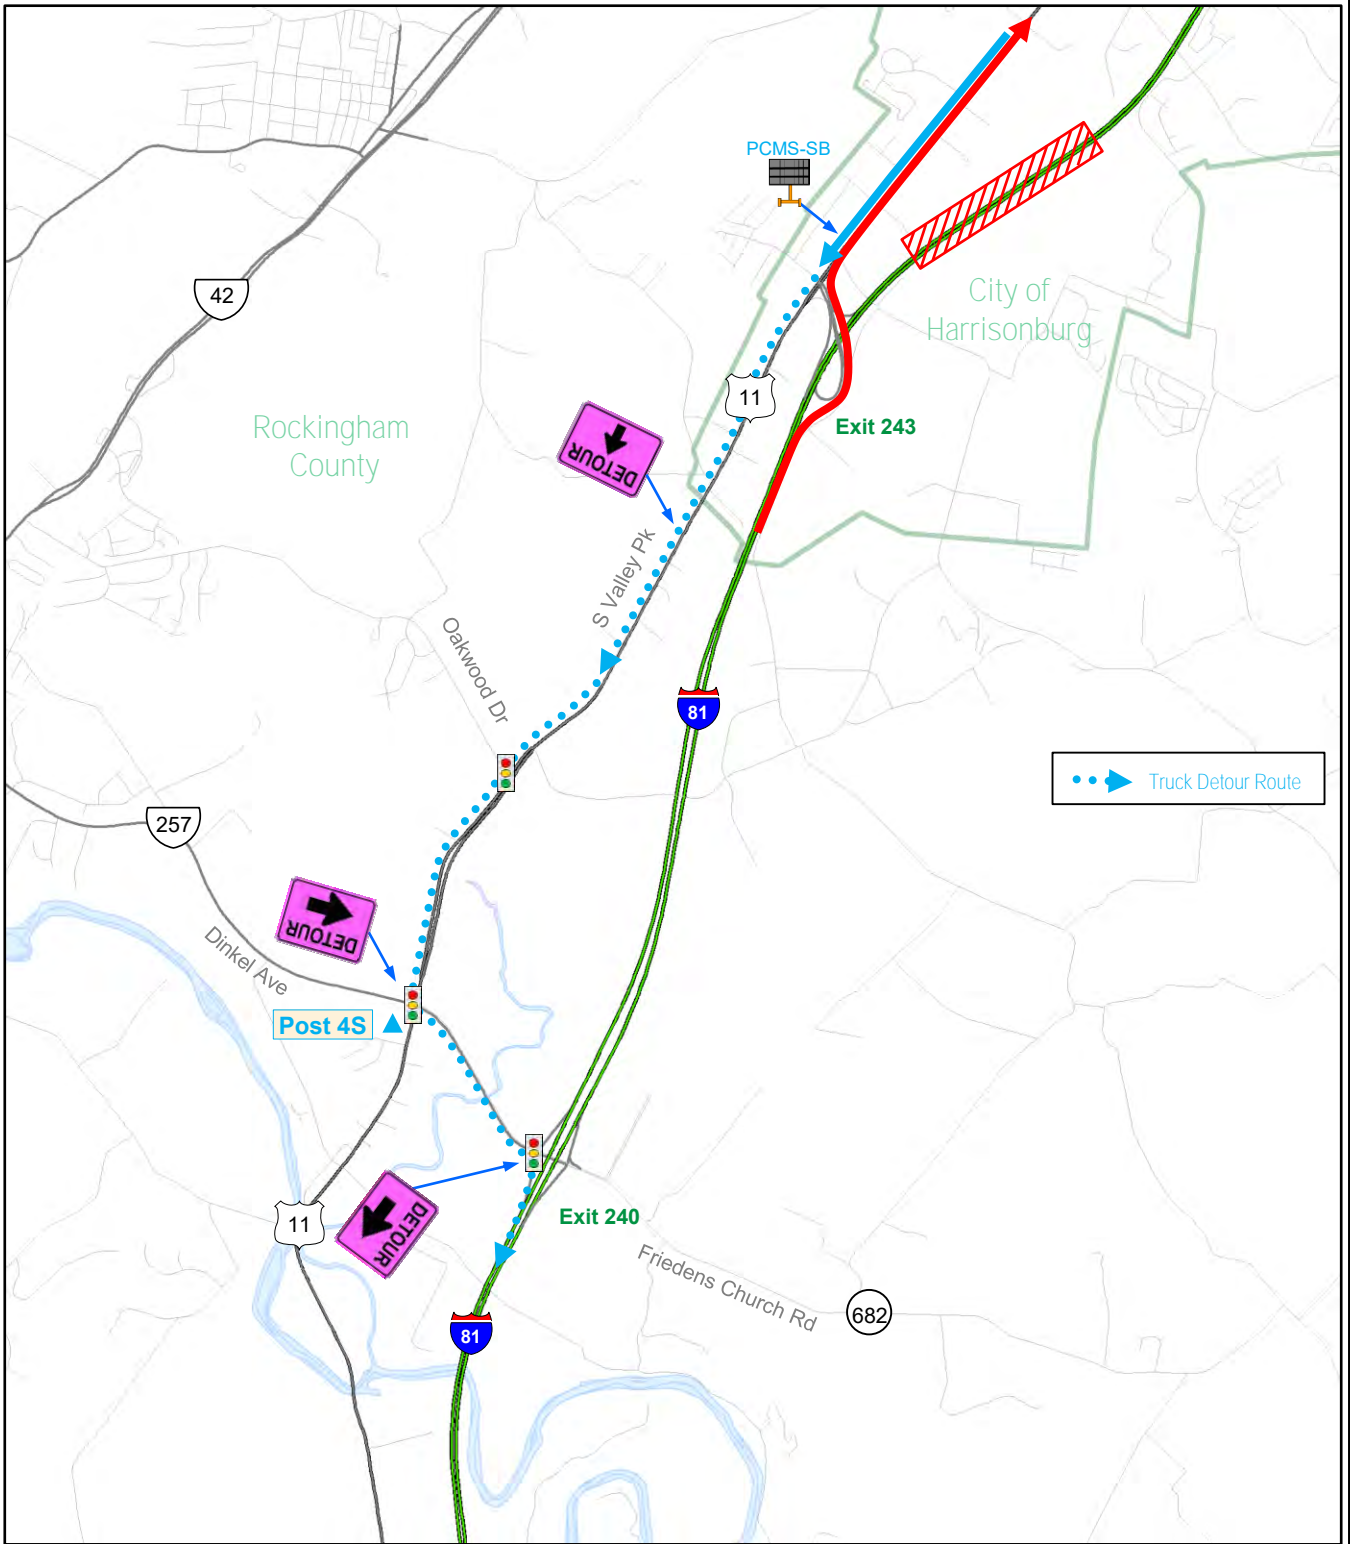 PCMS-SB
42
City of
Harrisonburg
11
Exit 243
Rockingham
County
DETOUR
S Valley Pk
Oakwood Dr
81
Truck Detour Route
257
DETOUR
Dinkel Ave
Post 4S
DETOUR
11
Exit 240
Friedens Church Rd
682
81